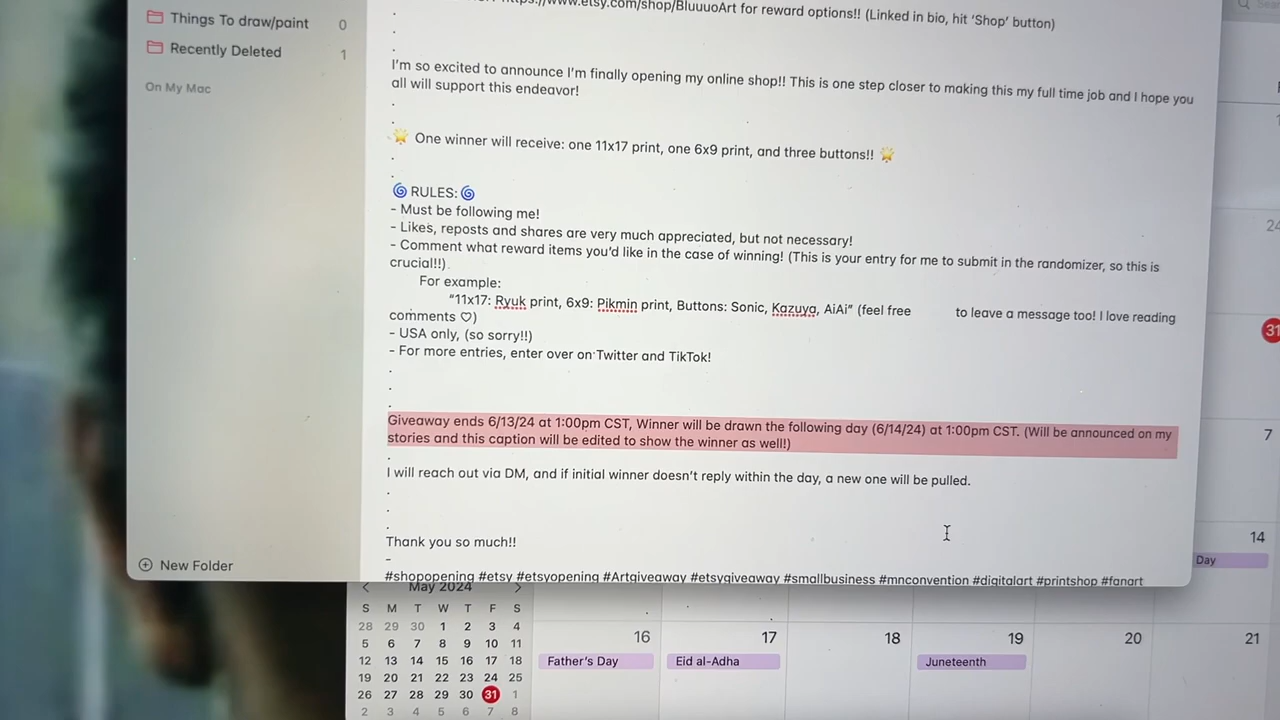 Things To draw/paint 0
Recently Deleted 1
On My Mac
New Folder
https://www.etsy.com/shop/BluuuoArt for reward options!! (Linked in bio, hit ‘Shop’ button)
.
.
I’m so excited to announce I’m finally opening my online shop!! This is one step closer to making this my full time job and I hope you
all will support this endeavor!
.
.
🌟 One winner will receive: one 11x17 print, one 6x9 print, and three buttons!! 🌟
.
.
🌀 RULES: 🌀
- Must be following me!
- Likes, reposts and shares are very much appreciated, but not necessary!
- Comment what reward items you’d like in the case of winning! (This is your entry for me to submit in the randomizer, so this is
crucial!!)
For example:
“11x17: Ryuk print, 6x9: Pikmin print, Buttons: Sonic, Kazuya, AiAi” (feel free to leave a message too! I love reading
comments ♡)
- USA only, (so sorry!!)
- For more entries, enter over on Twitter and TikTok!
.
.
.
Giveaway ends 6/13/24 at 1:00pm CST, Winner will be drawn the following day (6/14/24) at 1:00pm CST. (Will be announced on my
stories and this caption will be edited to show the winner as well!)
.
I will reach out via DM, and if initial winner doesn’t reply within the day, a new one will be pulled.
.
.
.
Thank you so much!!
-
#shopopening #etsy #etsyopening #Artgiveaway #etsygiveaway #smallbusiness #mnconvention #digitalart #printshop #fanart
24
31
7
14
Day
May 2024
S M T W T F S
28 29 30 1 2 3 4
5 6 7 8 9 10 11
12 13 14 15 16 17 18
19 20 21 22 23 24 25
26 27 28 29 30 31 1
2 3 4 5 6 7 8
16 17 18 19 20 21
Father’s Day Eid al-Adha Juneteenth